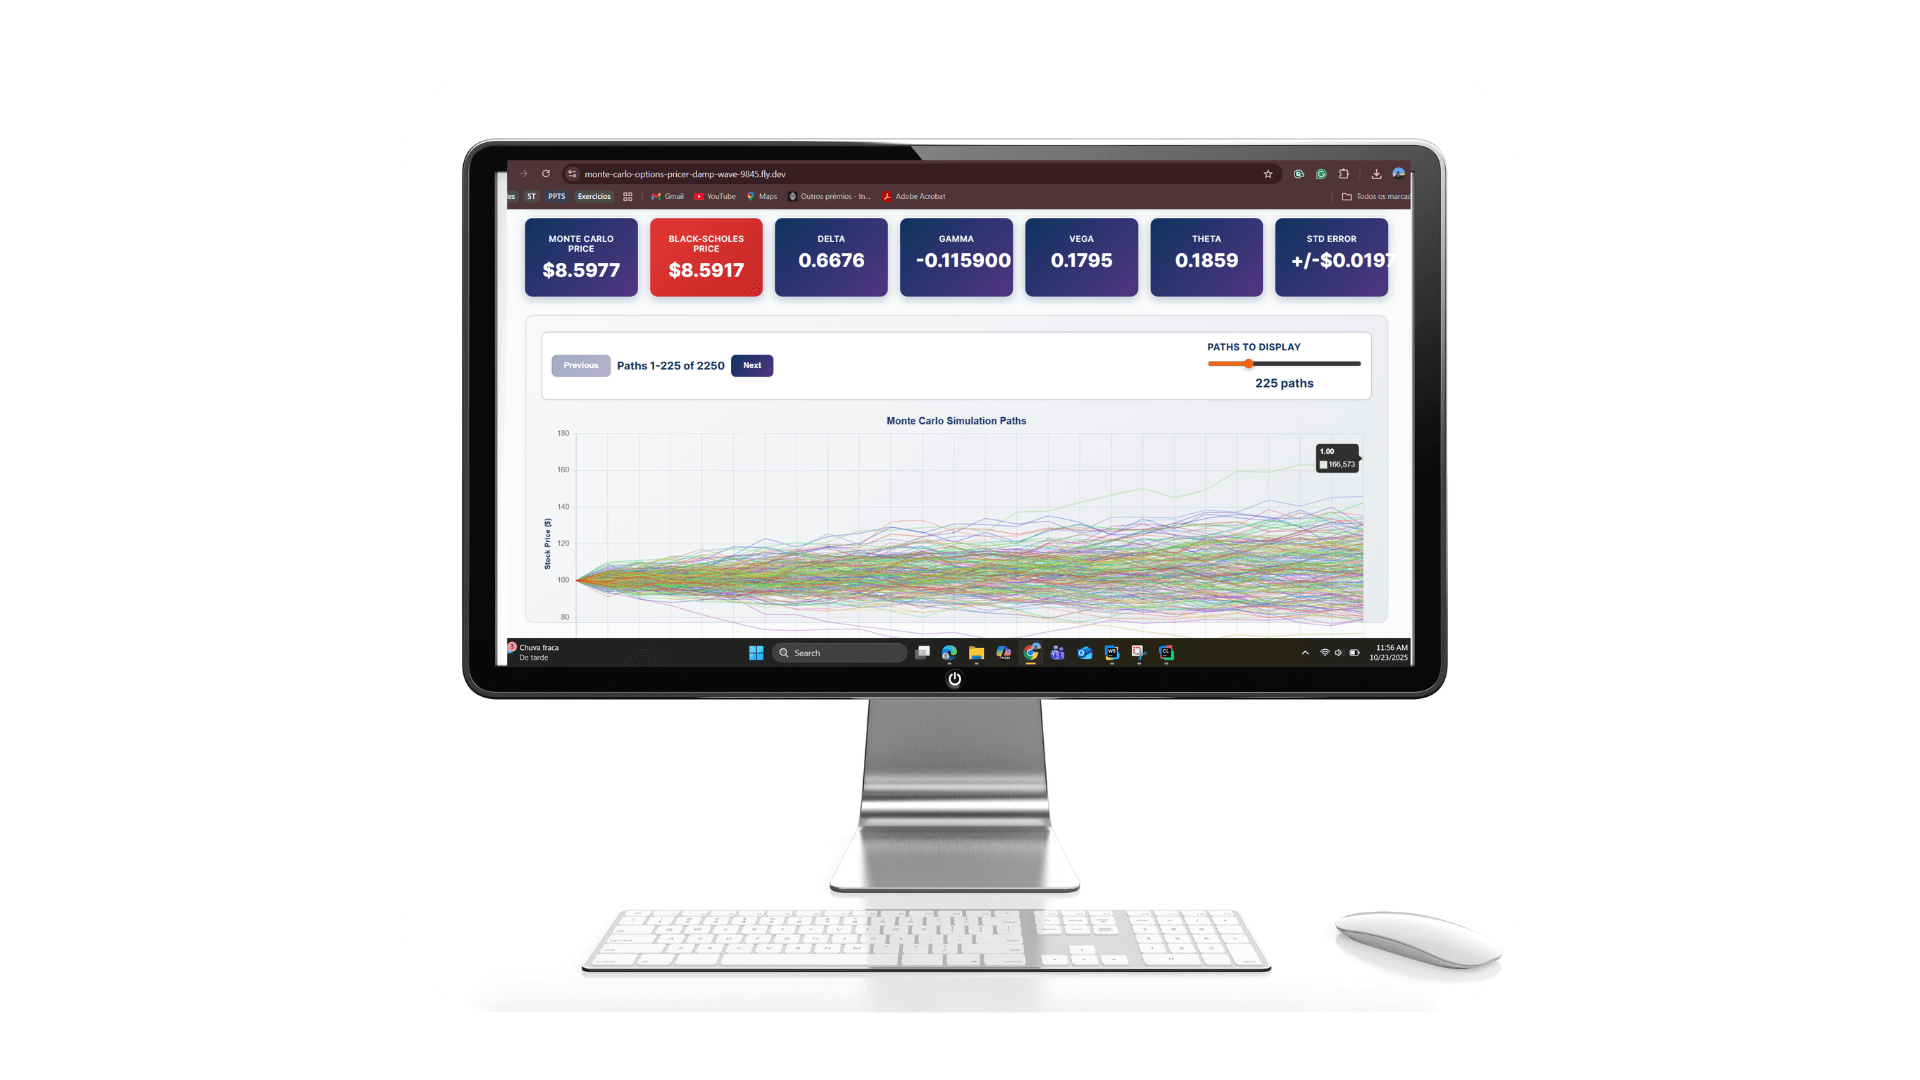 monte-carlo-options-pricer-damp-wave-9845.fly.dev
es ST PPTS Exercícios Gmail YouTube Maps Outros prémios - In... Adobe Acrobat Todos os marcad
MONTE CARLO
PRICE
$8.5977
BLACK-SCHOLES
PRICE
$8.5917
DELTA
0.6676
GAMMA
-0.115900
VEGA
0.1795
THETA
0.1859
STD ERROR
+/-$0.0197
Previous Paths 1-225 of 2250 Next
PATHS TO DISPLAY
225 paths
Monte Carlo Simulation Paths
Stock Price ($)
180
160
140
120
100
80
1.00
166,573
3
Chuva fraca
De tarde
Search
11:56 AM
10/23/2025